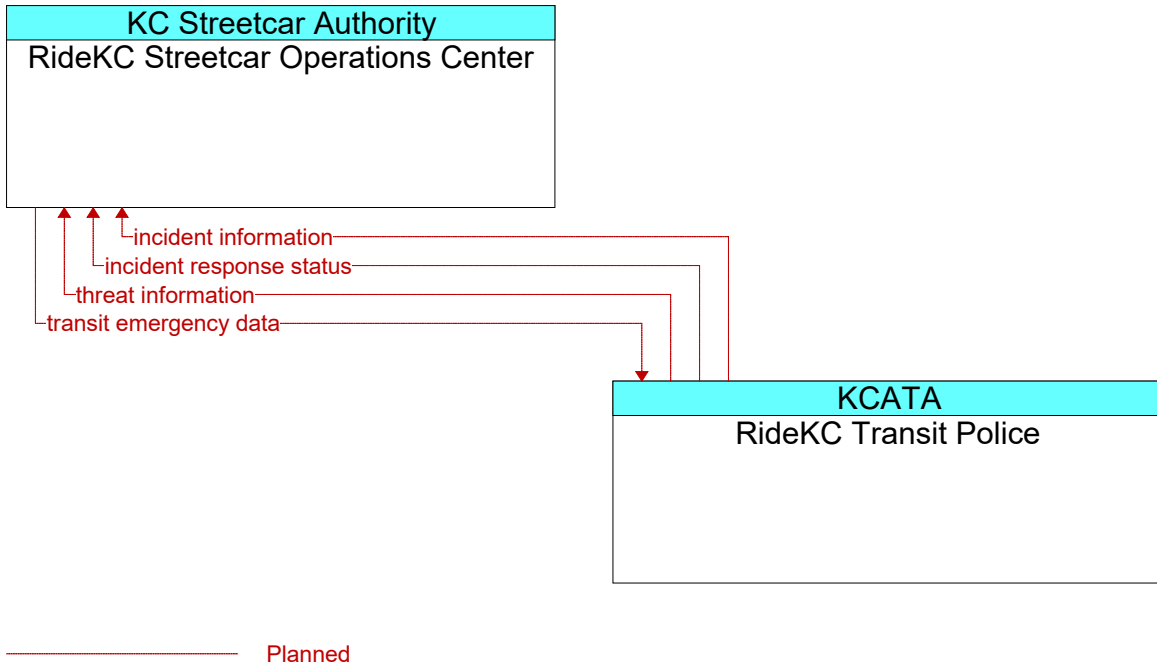 KC Streetcar Authority
RideKC Streetcar Operations Center
incident information
incident response status
threat information
transit emergency data
KCATA
RideKC Transit Police
Planned